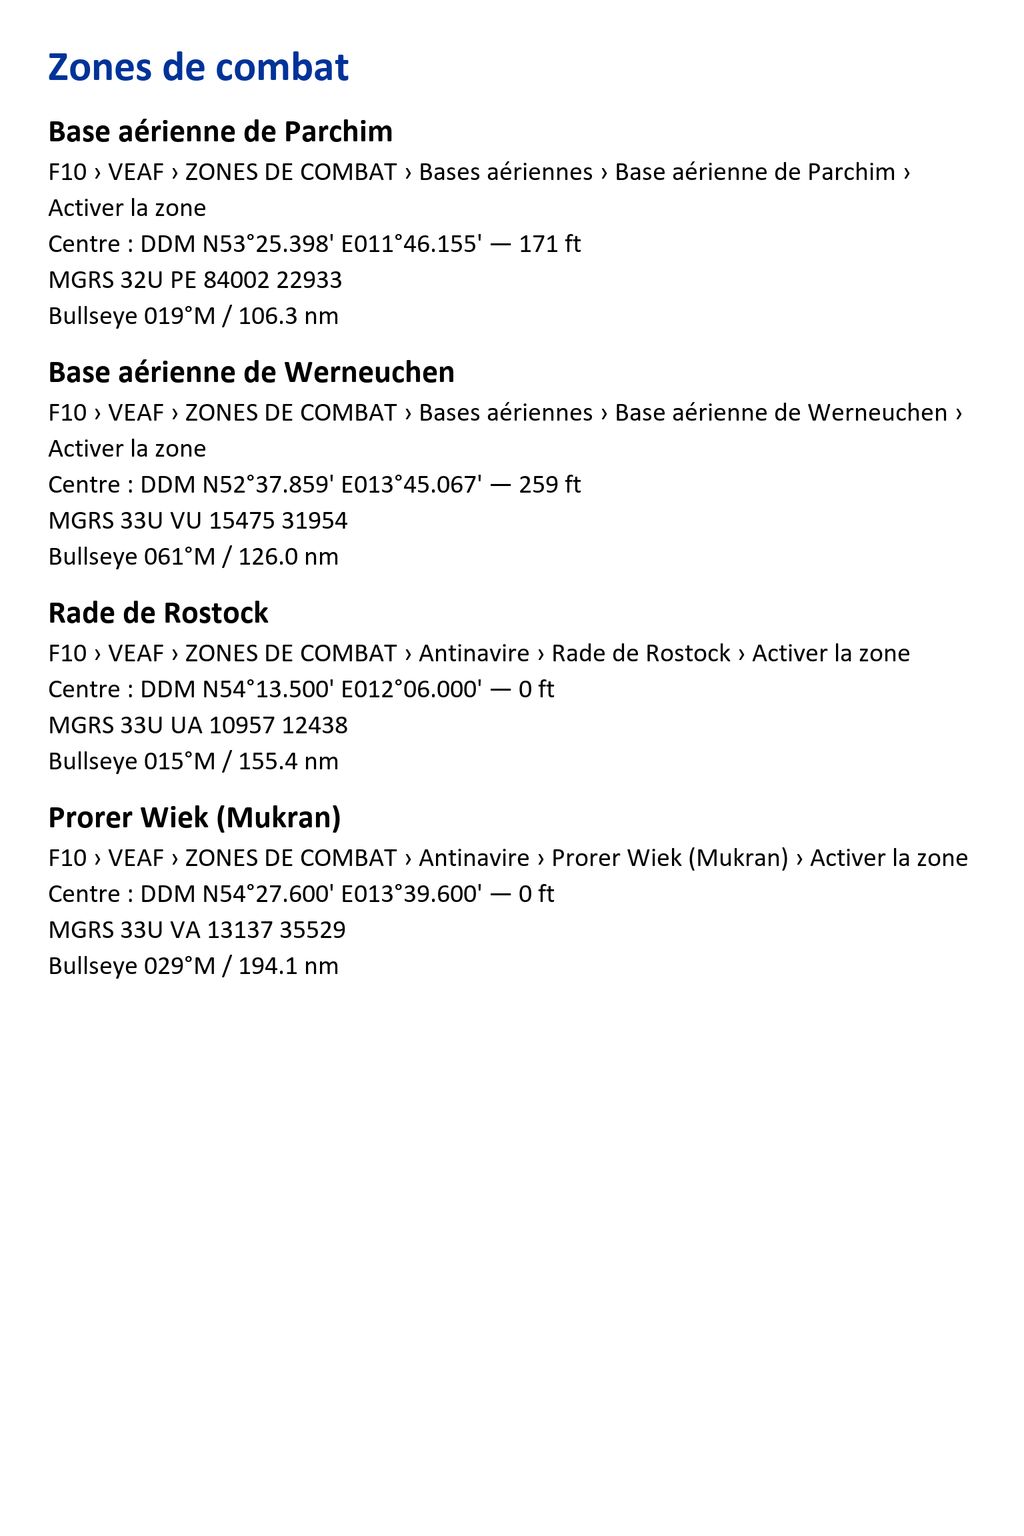 Zones de combat
Base aérienne de Parchim
F10 › VEAF › ZONES DE COMBAT › Bases aériennes › Base aérienne de Parchim ›
Activer la zone
Centre : DDM N53°25.398' E011°46.155' — 171 ft
MGRS 32U PE 84002 22933
Bullseye 019°M / 106.3 nm
Base aérienne de Werneuchen
F10 › VEAF › ZONES DE COMBAT › Bases aériennes › Base aérienne de Werneuchen ›
Activer la zone
Centre : DDM N52°37.859' E013°45.067' — 259 ft
MGRS 33U VU 15475 31954
Bullseye 061°M / 126.0 nm
Rade de Rostock
F10 › VEAF › ZONES DE COMBAT › Antinavire › Rade de Rostock › Activer la zone
Centre : DDM N54°13.500' E012°06.000' — 0 ft
MGRS 33U UA 10957 12438
Bullseye 015°M / 155.4 nm
Prorer Wiek (Mukran)
F10 › VEAF › ZONES DE COMBAT › Antinavire › Prorer Wiek (Mukran) › Activer la zone
Centre : DDM N54°27.600' E013°39.600' — 0 ft
MGRS 33U VA 13137 35529
Bullseye 029°M / 194.1 nm